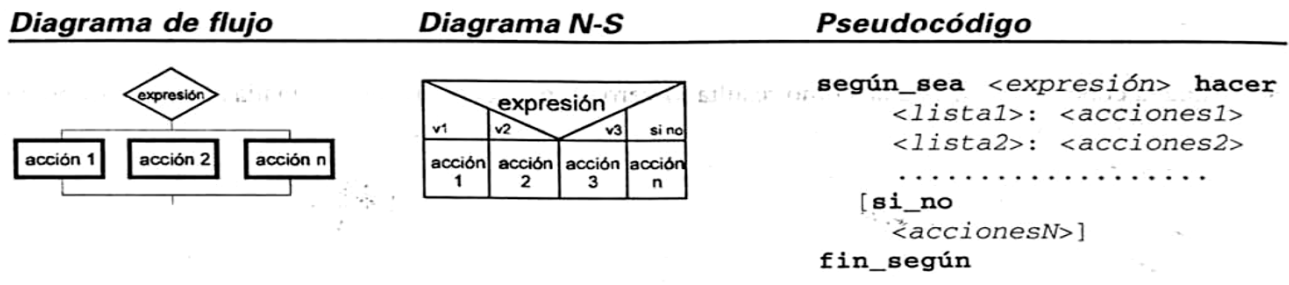 Diagrama de flujo
expresión
acción 1
acción 2
acción n
Diagrama N-S
expresión
v1
v2
v3
si no
acción
1
acción
2
acción
3
acción
n
Pseudocódigo
según_sea <expresión> hacer
<lista1>: <acciones1>
<lista2>: <acciones2>
....................
[si_no
<accionesN>]
fin_según